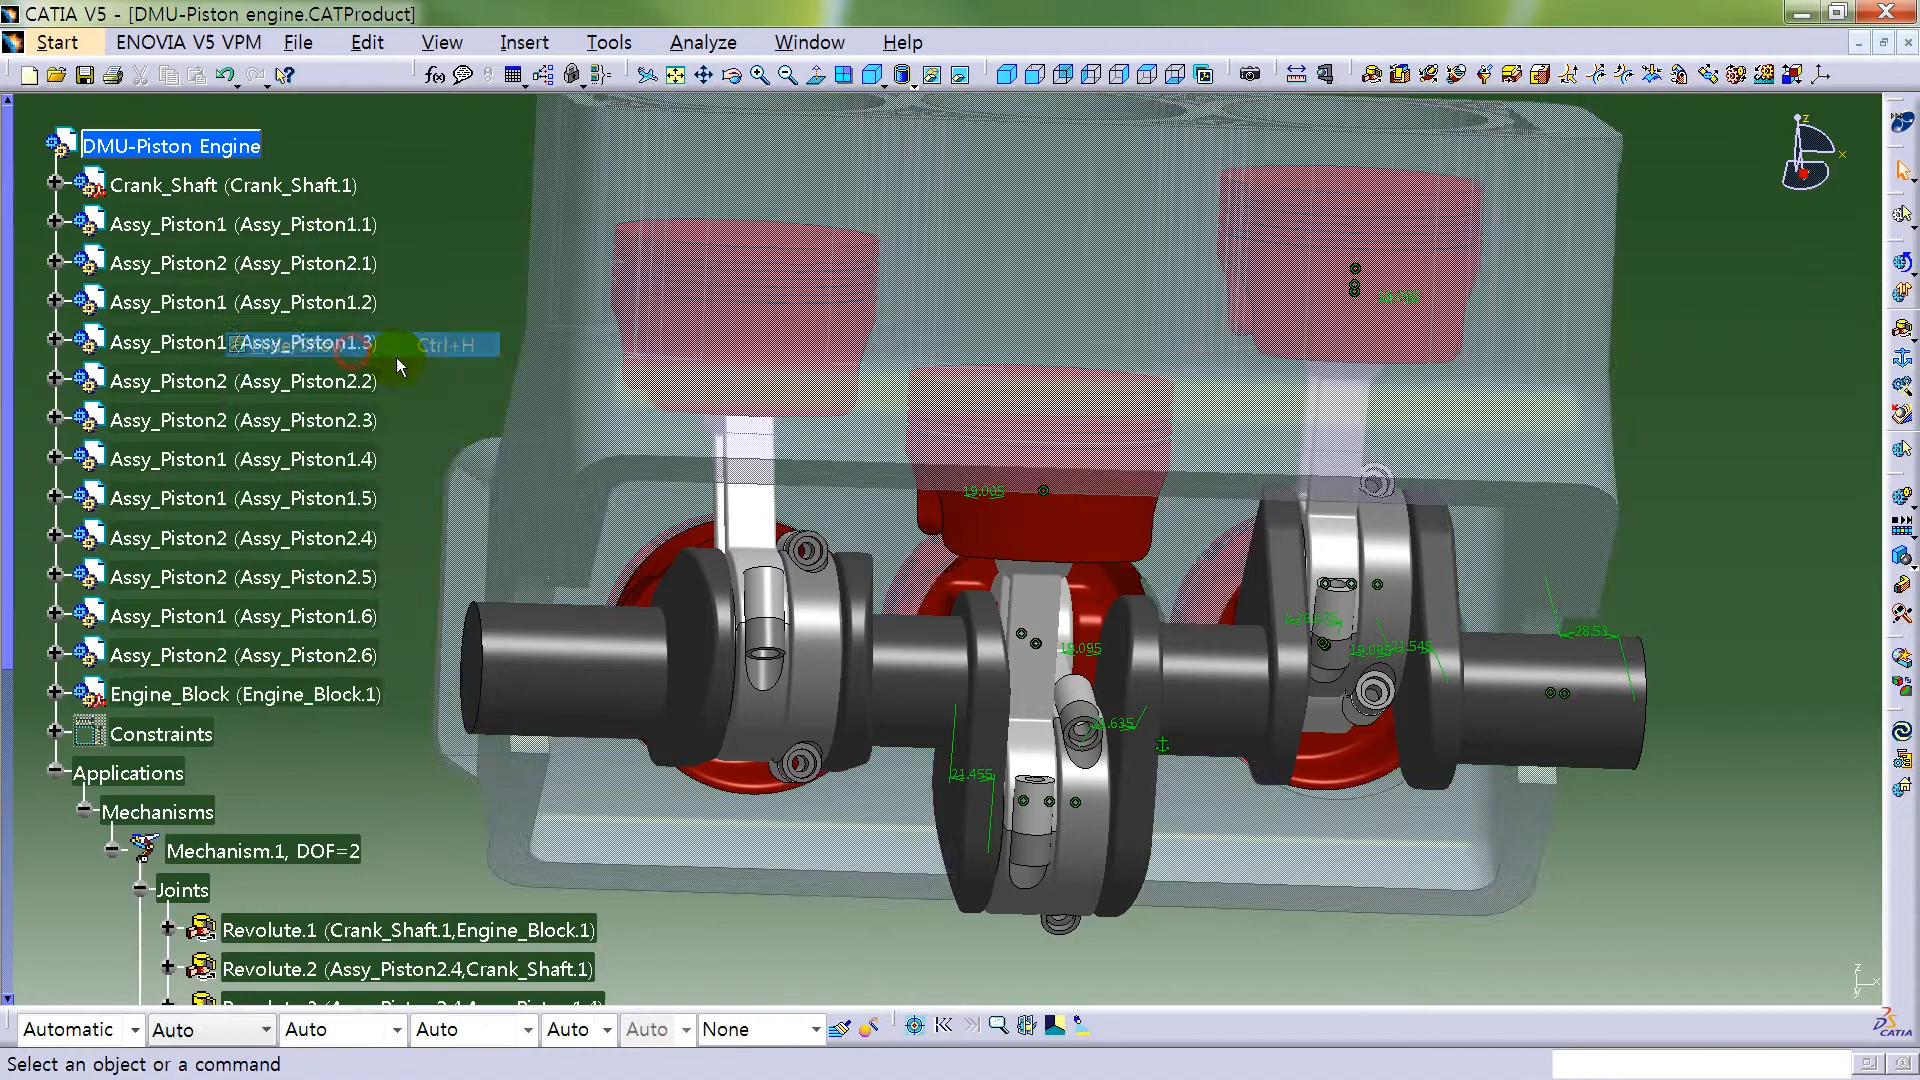 CATIA V5 - [DMU-Piston engine.CATProduct]
Start ENOVIA V5 VPM File Edit View Insert Tools Analyze Window Help
DMU-Piston Engine
Crank_Shaft (Crank_Shaft.1)
Assy_Piston1 (Assy_Piston1.1)
Assy_Piston2 (Assy_Piston2.1)
Assy_Piston1 (Assy_Piston1.2)
Assy_Piston1 (Assy_Piston1.3)
Ctrl+H
Assy_Piston2 (Assy_Piston2.2)
Assy_Piston2 (Assy_Piston2.3)
Assy_Piston1 (Assy_Piston1.4)
Assy_Piston1 (Assy_Piston1.5)
Assy_Piston2 (Assy_Piston2.4)
Assy_Piston2 (Assy_Piston2.5)
Assy_Piston1 (Assy_Piston1.6)
Assy_Piston2 (Assy_Piston2.6)
Engine_Block (Engine_Block.1)
Constraints
Applications
Mechanisms
Mechanism.1, DOF=2
Joints
Revolute.1 (Crank_Shaft.1,Engine_Block.1)
Revolute.2 (Assy_Piston2.4,Crank_Shaft.1)
19.005
19.095
21.455
19.095
21.545
28.53
z
x
z
x
y
Automatic Auto Auto Auto Auto Auto None
CATIA
Select an object or a command